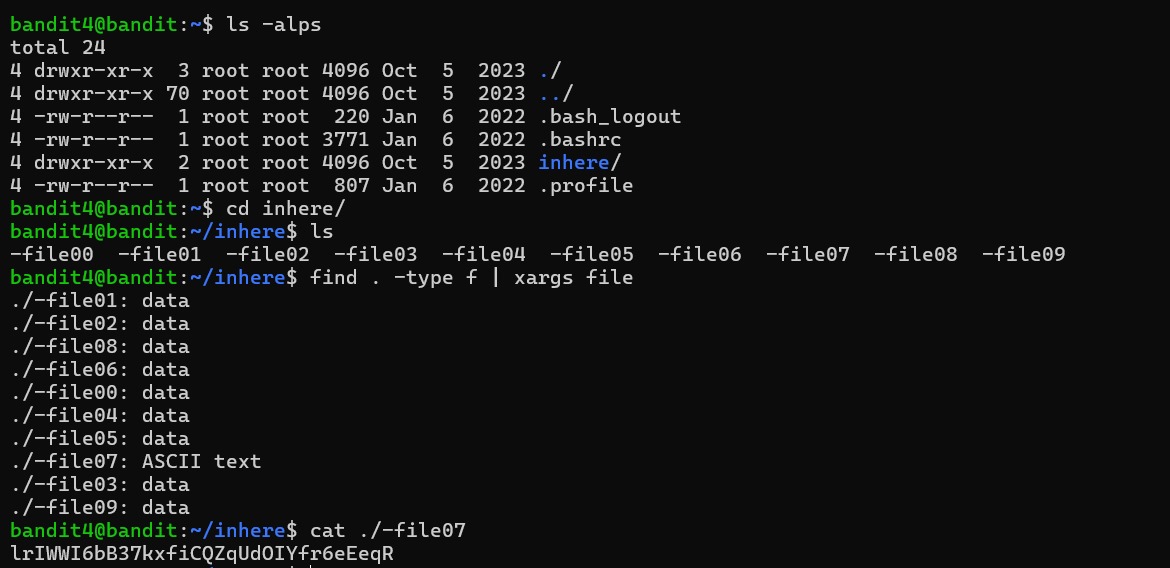 bandit4@bandit:~$ ls -alps
total 24
4 drwxr-xr-x  3 root root 4096 Oct  5  2023 ./
4 drwxr-xr-x 70 root root 4096 Oct  5  2023 ../
4 -rw-r--r--  1 root root  220 Jan  6  2022 .bash_logout
4 -rw-r--r--  1 root root 3771 Jan  6  2022 .bashrc
4 drwxr-xr-x  2 root root 4096 Oct  5  2023 inhere/
4 -rw-r--r--  1 root root  807 Jan  6  2022 .profile
bandit4@bandit:~$ cd inhere/
bandit4@bandit:~/inhere$ ls
-file00  -file01  -file02  -file03  -file04  -file05  -file06  -file07  -file08  -file09
bandit4@bandit:~/inhere$ find . -type f | xargs file
./-file01: data
./-file02: data
./-file08: data
./-file06: data
./-file00: data
./-file04: data
./-file05: data
./-file07: ASCII text
./-file03: data
./-file09: data
bandit4@bandit:~/inhere$ cat ./-file07
lrIWWI6bB37kxfiCQZqUdOIYfr6eEeqR